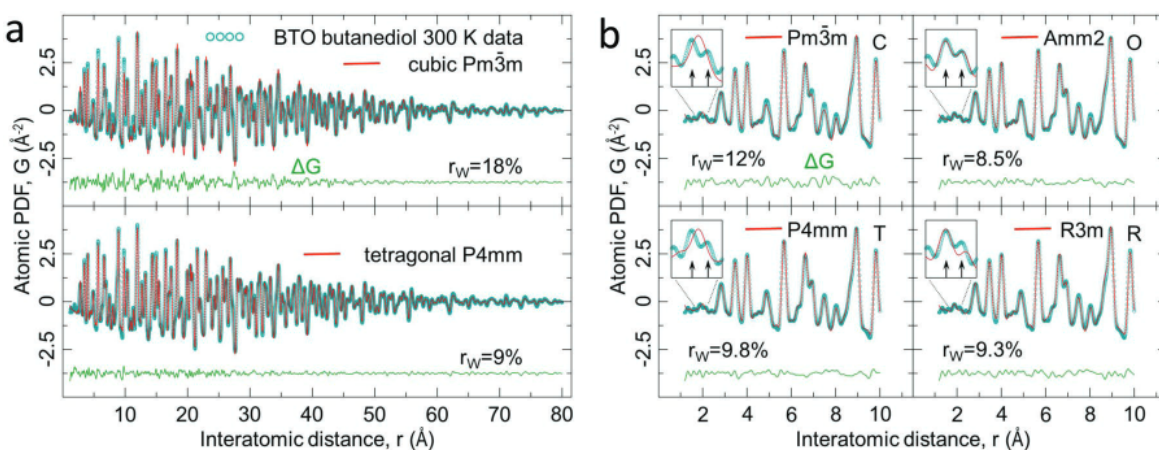 a
Atomic PDF, G (Å⁻²)
2.5
0
-2.5
BTO butanediol 300 K data
cubic Pm3̄m
ΔG
r_W=18%
2.5
0
-2.5
tetragonal P4mm
r_W=9%
10 20 30 40 50 60 70 80
Interatomic distance, r (Å)
b
Atomic PDF, G (Å⁻²)
2.5
0
-2.5
Pm3̄m C
r_W=12% ΔG
Amm2 O
r_W=8.5%
2.5
0
-2.5
P4mm T
r_W=9.8%
R3m R
r_W=9.3%
2 4 6 8 10 2 4 6 8 10
Interatomic distance, r (Å)